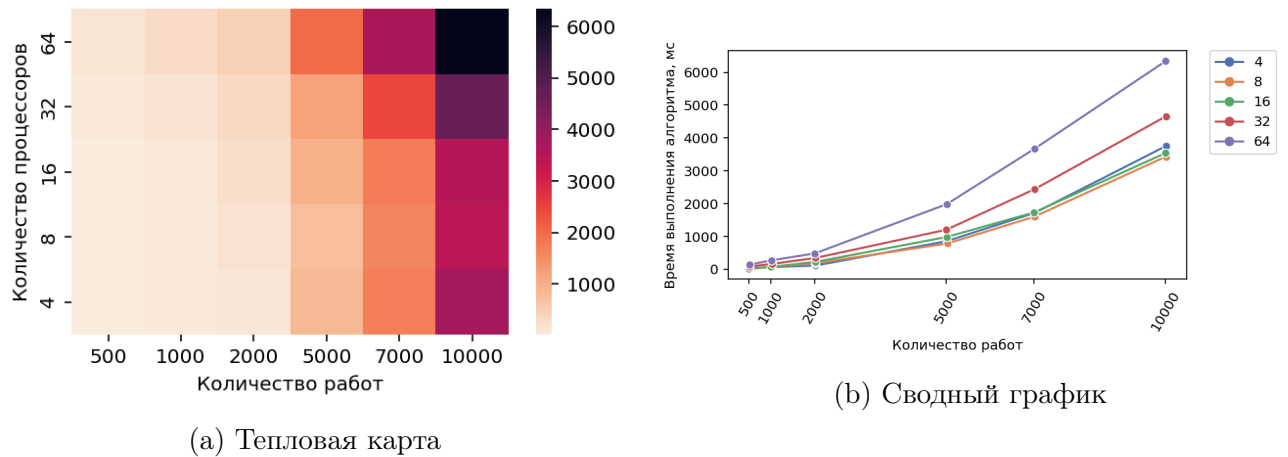 Количество процессоров
64
32
16
8
4
500 1000 2000 5000 7000 10000
Количество работ
6000
5000
4000
3000
2000
1000
(a) Тепловая карта
Время выполнения алгоритма, мс
6000
5000
4000
3000
2000
1000
0
500 1000 2000 5000 7000 10000
Количество работ
4
8
16
32
64
(b) Сводный график